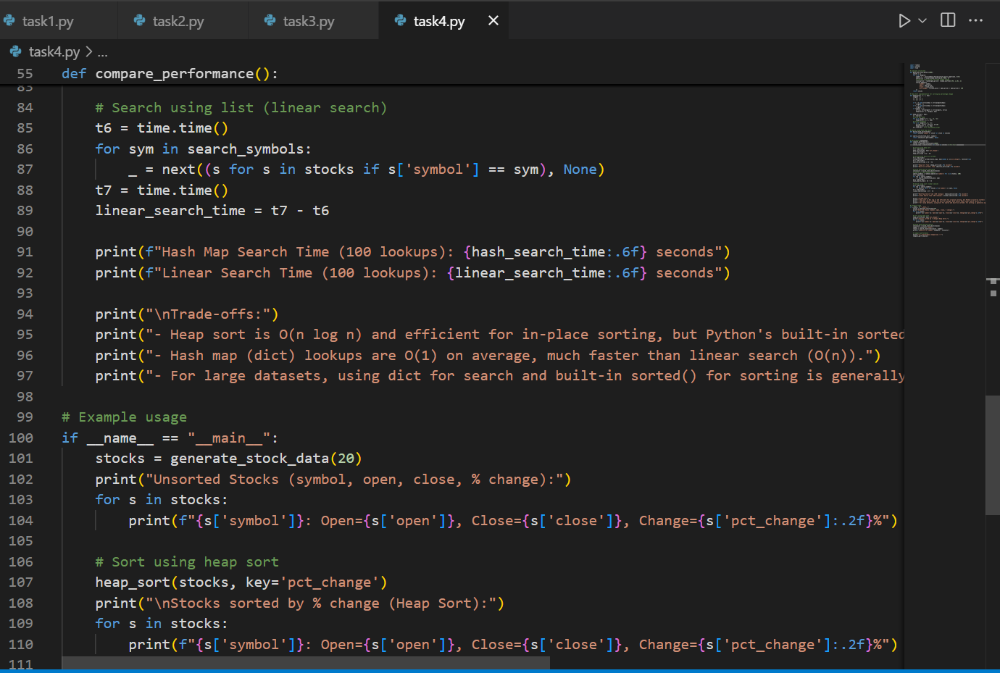 task1.py task2.py task3.py task4.py
task4.py > ...
55 def compare_performance():
83
84 # Search using list (linear search)
85 t6 = time.time()
86 for sym in search_symbols:
87 _ = next((s for s in stocks if s['symbol'] == sym), None)
88 t7 = time.time()
89 linear_search_time = t7 - t6
90
91 print(f"Hash Map Search Time (100 lookups): {hash_search_time:.6f} seconds")
92 print(f"Linear Search Time (100 lookups): {linear_search_time:.6f} seconds")
93
94 print("\nTrade-offs:")
95 print("- Heap sort is O(n log n) and efficient for in-place sorting, but Python's built-in sorted
96 print("- Hash map (dict) lookups are O(1) on average, much faster than linear search (O(n)).")
97 print("- For large datasets, using dict for search and built-in sorted() for sorting is generally
98
99 # Example usage
100 if __name__ == "__main__":
101 stocks = generate_stock_data(20)
102 print("Unsorted Stocks (symbol, open, close, % change):")
103 for s in stocks:
104 print(f"{s['symbol']}: Open={s['open']}, Close={s['close']}, Change={s['pct_change']:.2f}%")
105
106 # Sort using heap sort
107 heap_sort(stocks, key='pct_change')
108 print("\nStocks sorted by % change (Heap Sort):")
109 for s in stocks:
110 print(f"{s['symbol']}: Open={s['open']}, Close={s['close']}, Change={s['pct_change']:.2f}%")
111